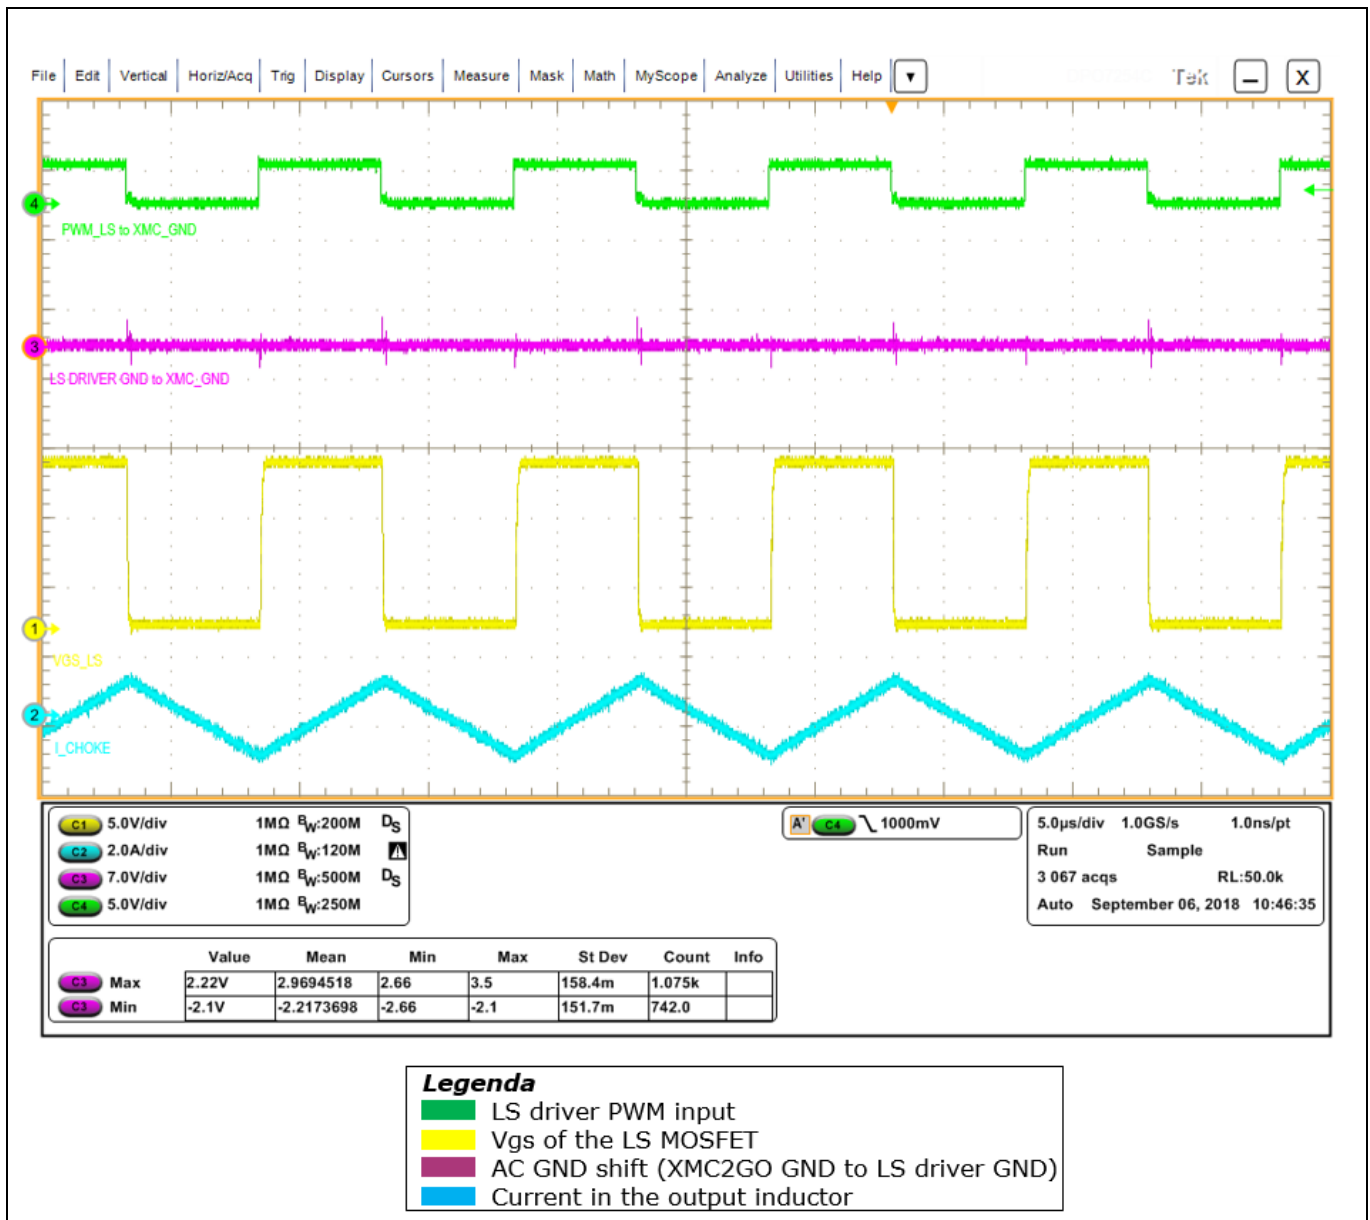 File Edit Vertical Horiz/Acq Trig Display Cursors Measure Mask Math MyScope Analyze Utilities Help Tek X
4
PWM_LS to XMC_GND
3
LS DRIVER GND to XMC_GND
1
VGS_LS
2
I_CHOKE
C1 5.0V/div 1MΩ BW:200M DS
C2 2.0A/div 1MΩ BW:120M
C3 7.0V/div 1MΩ BW:500M DS
C4 5.0V/div 1MΩ BW:250M
A' C4 1000mV
5.0µs/div 1.0GS/s 1.0ns/pt
Run Sample
3 067 acqs RL:50.0k
Auto September 06, 2018 10:46:35
Value Mean Min Max St Dev Count Info
C3 Max 2.22V 2.9694518 2.66 3.5 158.4m 1.075k
C3 Min -2.1V -2.2173698 -2.66 -2.1 151.7m 742.0
Legenda
LS driver PWM input
Vgs of the LS MOSFET
AC GND shift (XMC2GO GND to LS driver GND)
Current in the output inductor